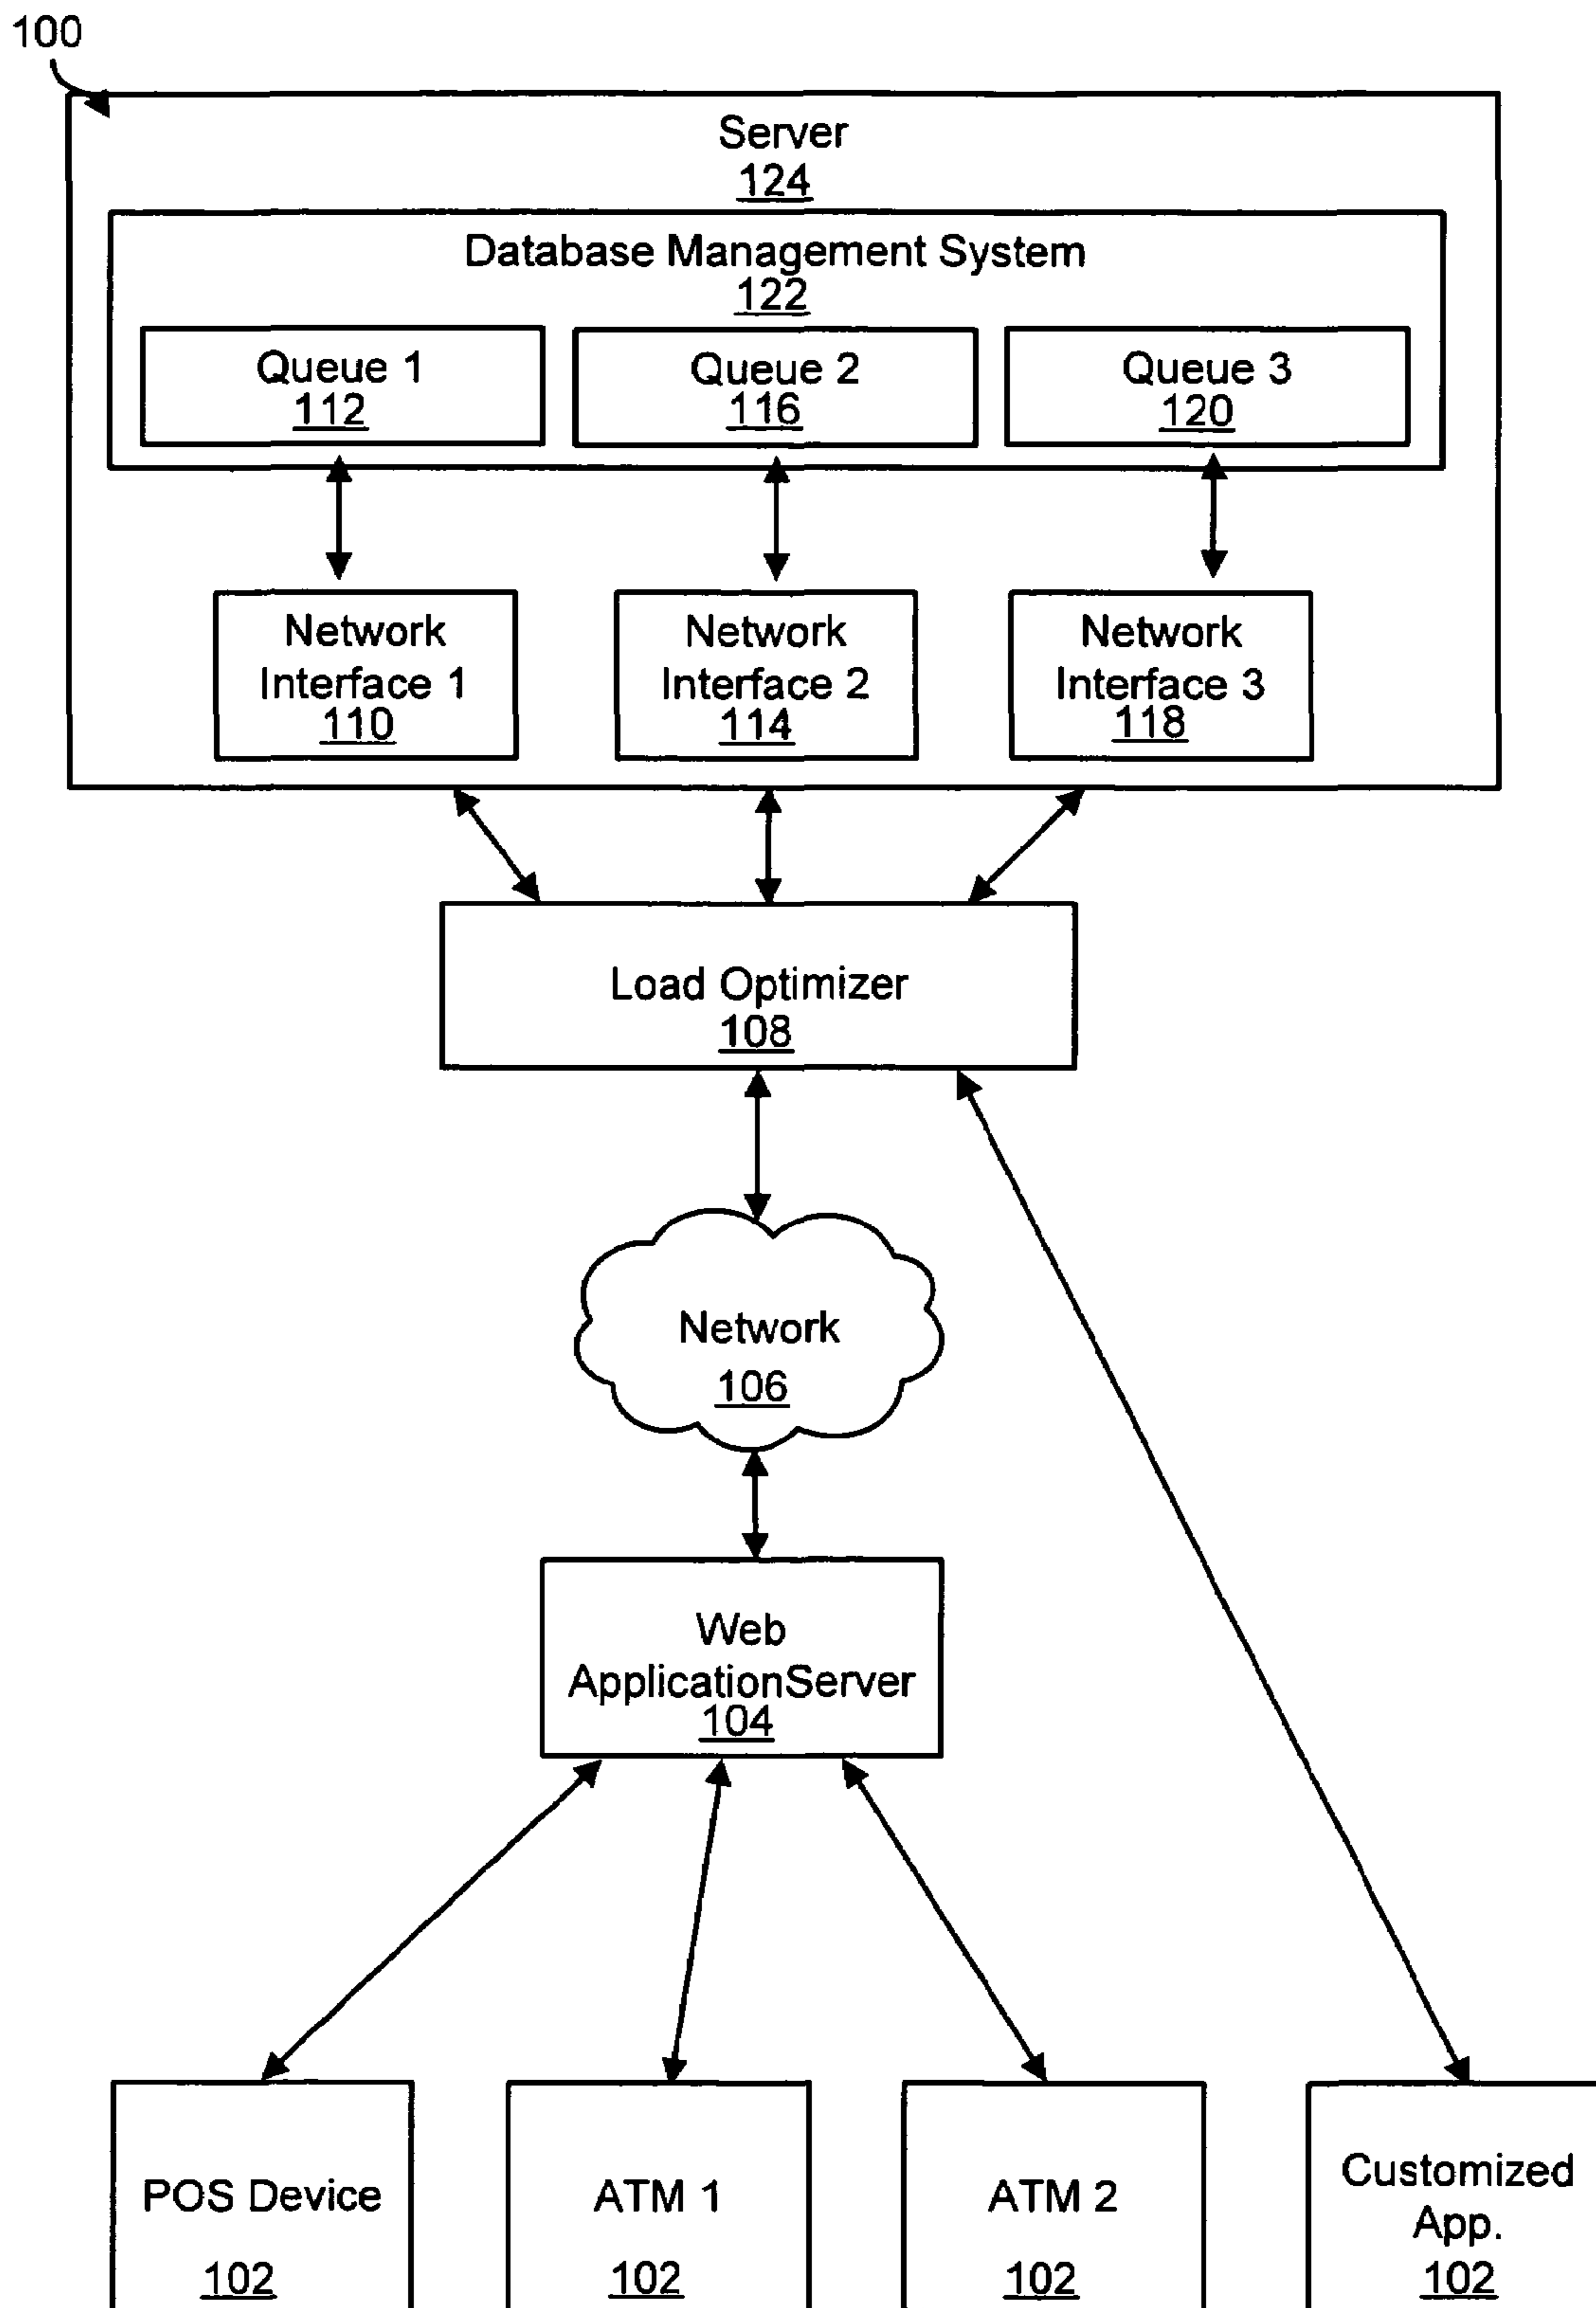 100
Server
124
Database Management System
122
Queue 1
112
Queue 2
116
Queue 3
120
Network
Interface 1
110
Network
Interface 2
114
Network
Interface 3
118
Load Optimizer
108
Network
106
Web
ApplicationServer
104
POS Device
102
ATM 1
102
ATM 2
102
Customized
App.
102